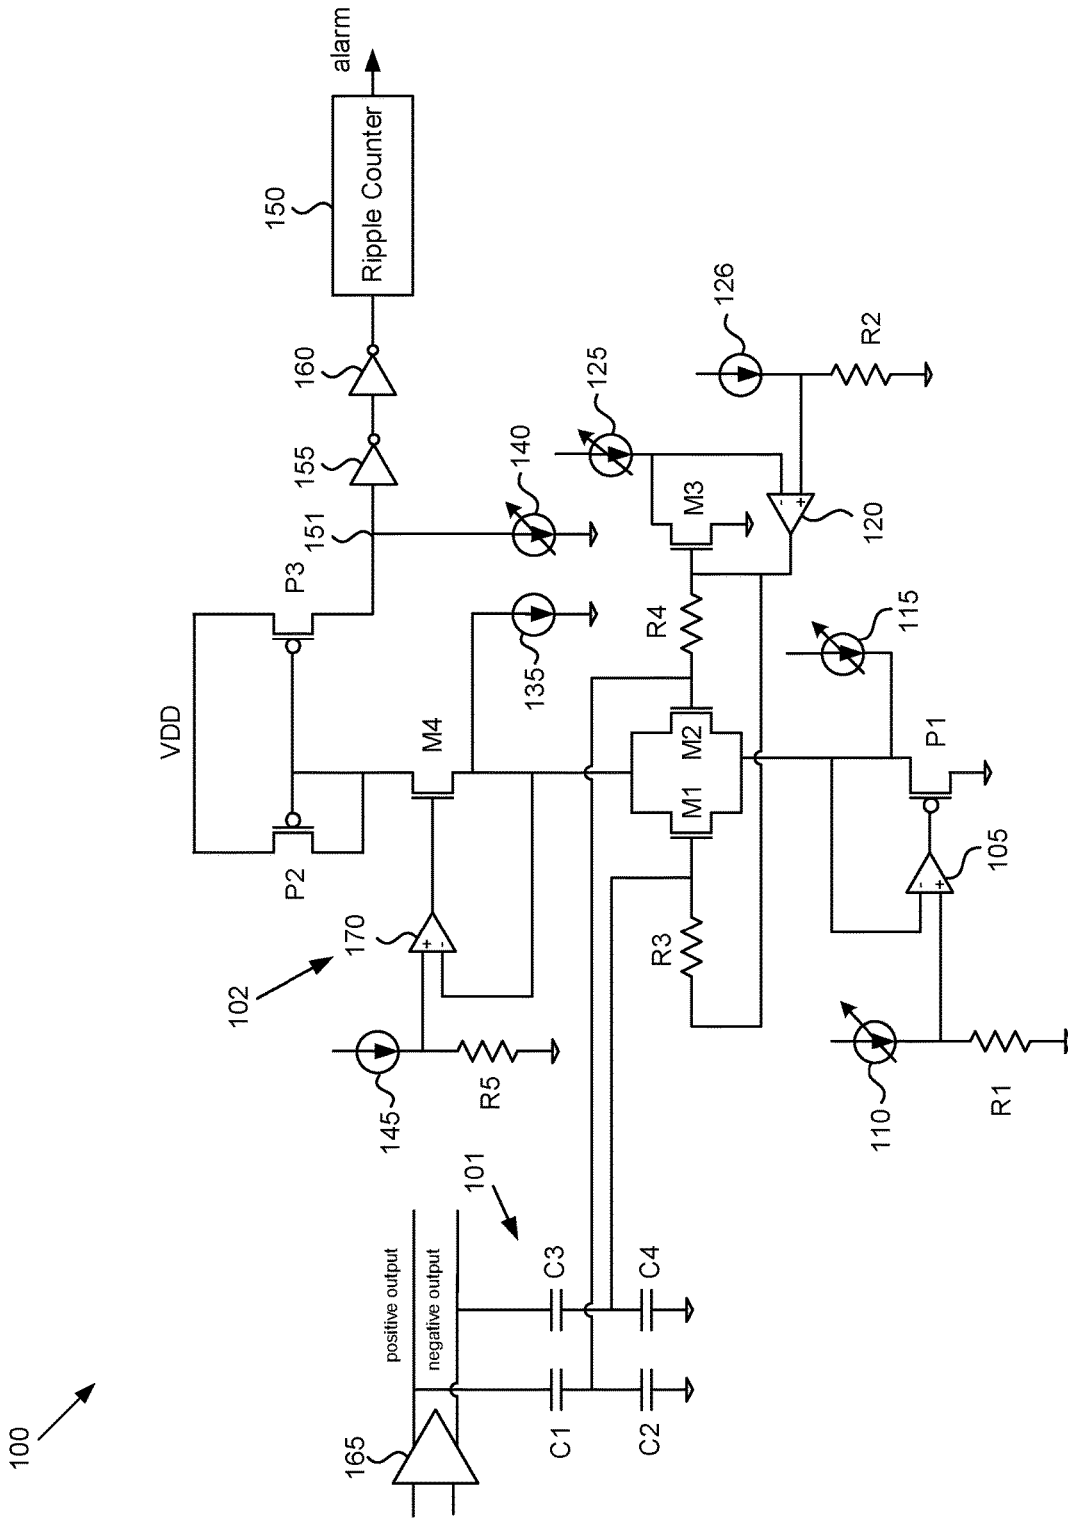 100
165
positive output
negative output
101
C1
C2
C3
C4
145
R5
102
170
+
-
M4
VDD
P2
P3
151
155
160
150
Ripple Counter
alarm
135
140
R3
M1
M2
R4
M3
125
126
R2
-
+
120
110
R1
-
+
105
P1
115